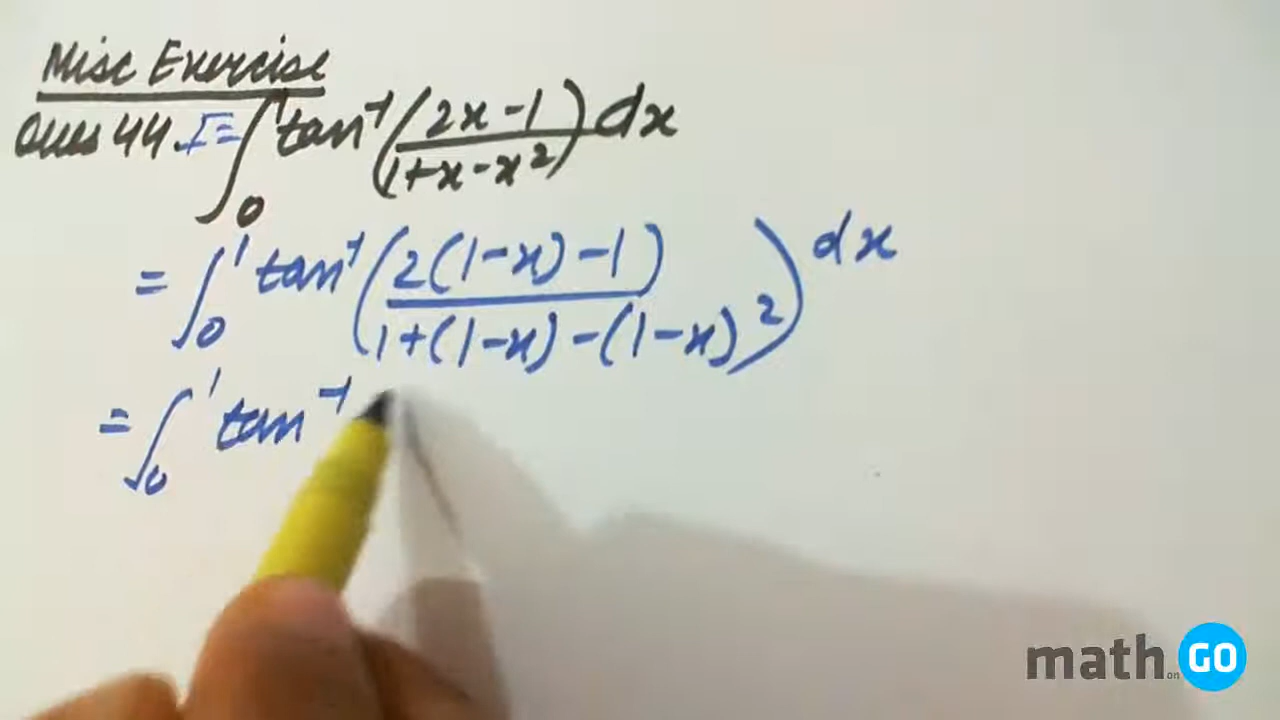 Misc Exercise
Ques 44. I = ∫₀¹ tan⁻¹((2x-1)/(1+x-x²)) dx
= ∫₀¹ tan⁻¹((2(1-x)-1)/(1+(1-x)-(1-x)²)) dx
= ∫₀¹ tan⁻¹
math on GO